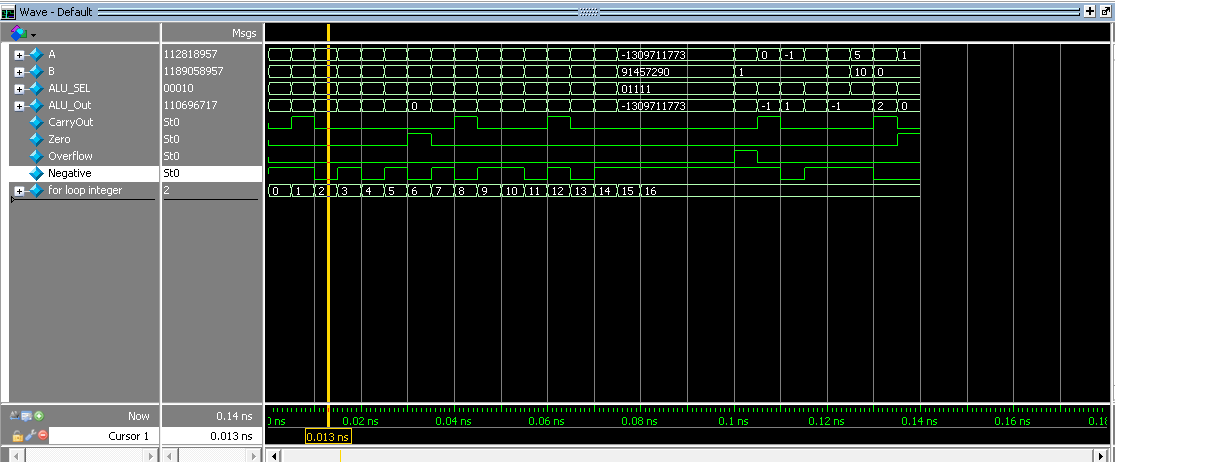 Wave - Default
Msgs
A 112818957 -1309711773 0 -1 5 1
B 1189058957 91457290 1 10 0
ALU_SEL 00010 01111
ALU_Out 110696717 0 -1309711773 -1 1 -1 2 0
CarryOut St0
Zero St0
Overflow St0
Negative St0
for loop integer 2 0 1 2 3 4 5 6 7 8 9 10 11 12 13 14 15 16
Now 0.14 ns ns 0.02 ns 0.04 ns 0.06 ns 0.08 ns 0.1 ns 0.12 ns 0.14 ns 0.16 ns 0.18
Cursor 1 0.013 ns 0.013 ns